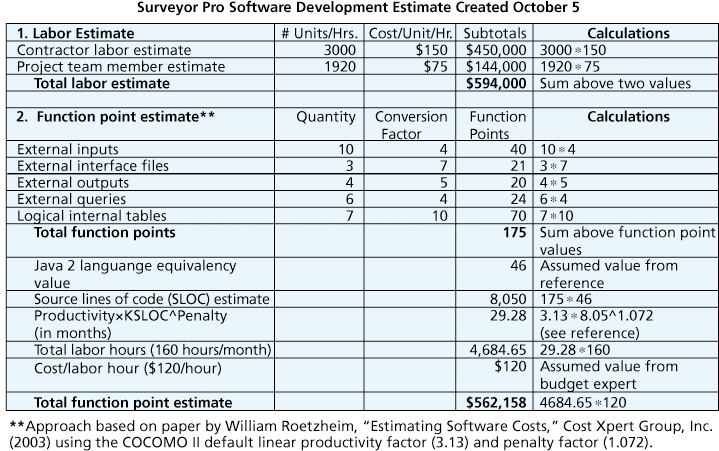 Surveyor Pro Software Development Estimate Created October 5
1. Labor Estimate # Units/Hrs. Cost/Unit/Hr. Subtotals Calculations
Contractor labor estimate 3000 $150 $450,000 3000*150
Project team member estimate 1920 $75 $144,000 1920*75
Total labor estimate $594,000 Sum above two values
2. Function point estimate** Quantity Conversion Function Calculations
Factor Points
External inputs 10 4 40 10*4
External interface files 3 7 21 3*7
External outputs 4 5 20 4*5
External queries 6 4 24 6*4
Logical internal tables 7 10 70 7*10
Total function points 175 Sum above function point
values
Java 2 languange equivalency 46 Assumed value from
value reference
Source lines of code (SLOC) estimate 8,050 175*46
Productivity×KSLOC^Penalty 29.28 3.13*8.05^1.072
(in months) (see reference)
Total labor hours (160 hours/month) 4,684.65 29.28*160
Cost/labor hour ($120/hour) $120 Assumed value from
budget expert
Total function point estimate $562,158 4684.65*120
**Approach based on paper by William Roetzheim, “Estimating Software Costs,” Cost Xpert Group, Inc.
(2003) using the COCOMO II default linear productivity factor (3.13) and penalty factor (1.072).